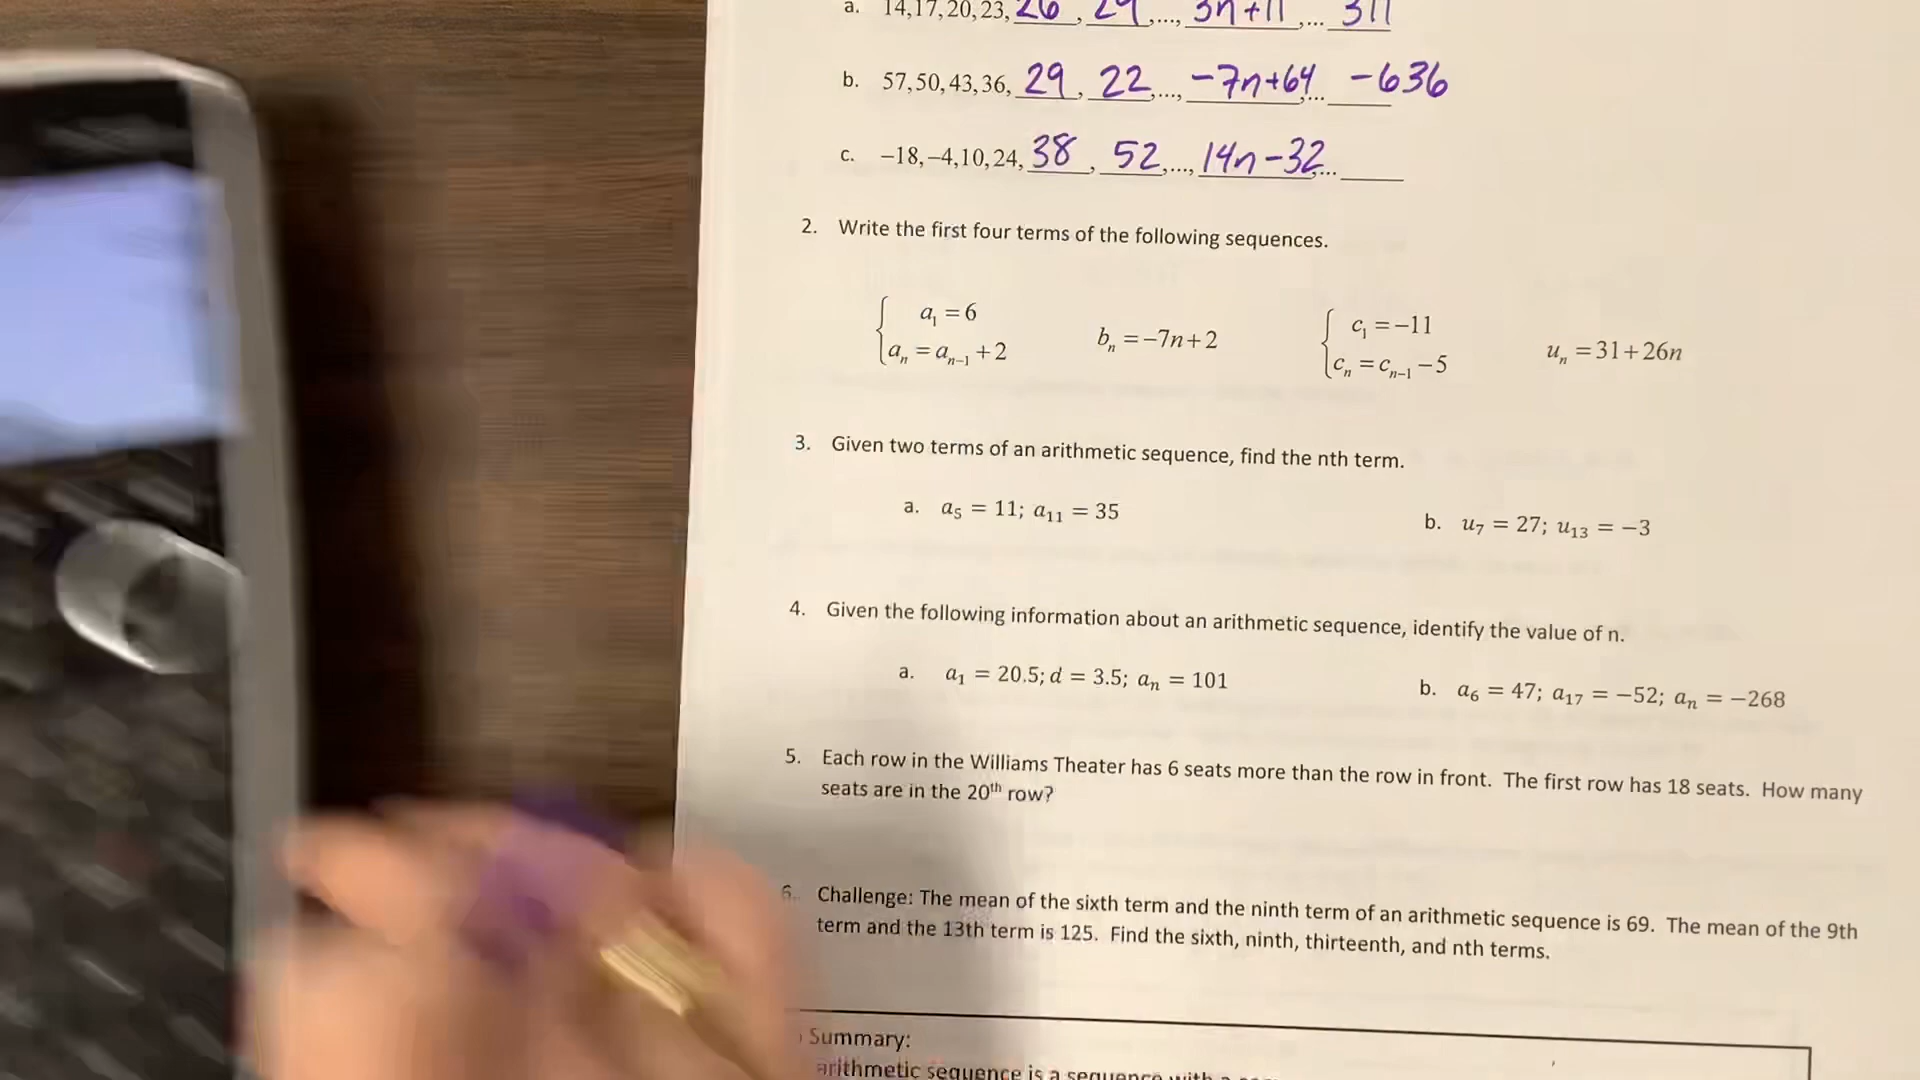 a. 14,17,20,23, 26, 29,..., 3n+11,... 311
b. 57,50,43,36, 29, 22,..., -7n+64,... -636
c. -18,-4,10,24, 38, 52,..., 14n-32,... ____
2. Write the first four terms of the following sequences.
{ a₁ = 6
aₙ = aₙ₋₁ + 2
bₙ = -7n+2
{ c₁ = -11
cₙ = cₙ₋₁ - 5
uₙ = 31+26n
3. Given two terms of an arithmetic sequence, find the nth term.
a. a₅ = 11; a₁₁ = 35
b. u₇ = 27; u₁₃ = -3
4. Given the following information about an arithmetic sequence, identify the value of n.
a. a₁ = 20.5; d = 3.5; aₙ = 101
b. a₆ = 47; a₁₇ = -52; aₙ = -268
5. Each row in the Williams Theater has 6 seats more than the row in front. The first row has 18 seats. How many
seats are in the 20th row?
6. Challenge: The mean of the sixth term and the ninth term of an arithmetic sequence is 69. The mean of the 9th
term and the 13th term is 125. Find the sixth, ninth, thirteenth, and nth terms.
Summary:
arithmetic sequence is a sequence with a